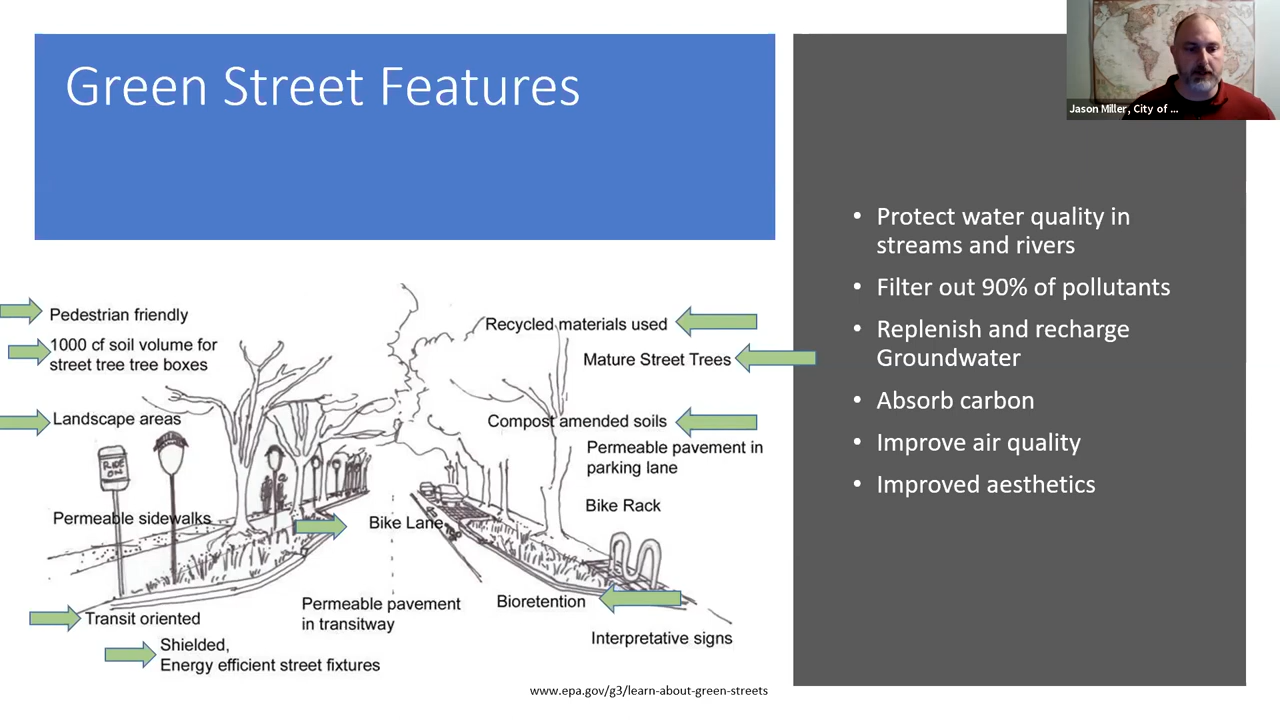 Green Street Features
Jason Miller, City of ...
Pedestrian friendly
1000 cf soil volume for
street tree tree boxes
Landscape areas
RIDE
ON
Permeable sidewalks
Transit oriented
Shielded,
Energy efficient street fixtures
Recycled materials used
Mature Street Trees
Compost amended soils
Permeable pavement in
parking lane
Bike Rack
Bike Lane
Permeable pavement
in transitway
Bioretention
Interpretative signs
www.epa.gov/g3/learn-about-green-streets
• Protect water quality in
streams and rivers
• Filter out 90% of pollutants
• Replenish and recharge
Groundwater
• Absorb carbon
• Improve air quality
• Improved aesthetics